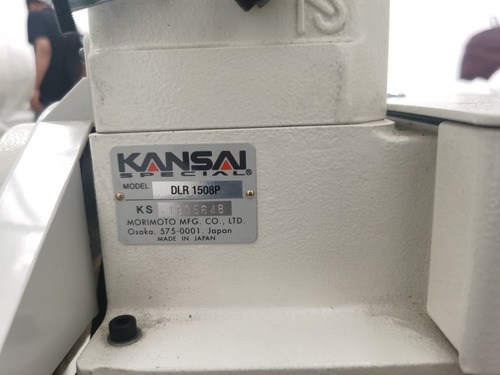 KANSAI
SPECIAL®
MODEL DLR 1508P
KS
MORIMOTO MFG. CO., LTD.
Osaka, 575-0001, Japan
MADE IN JAPAN